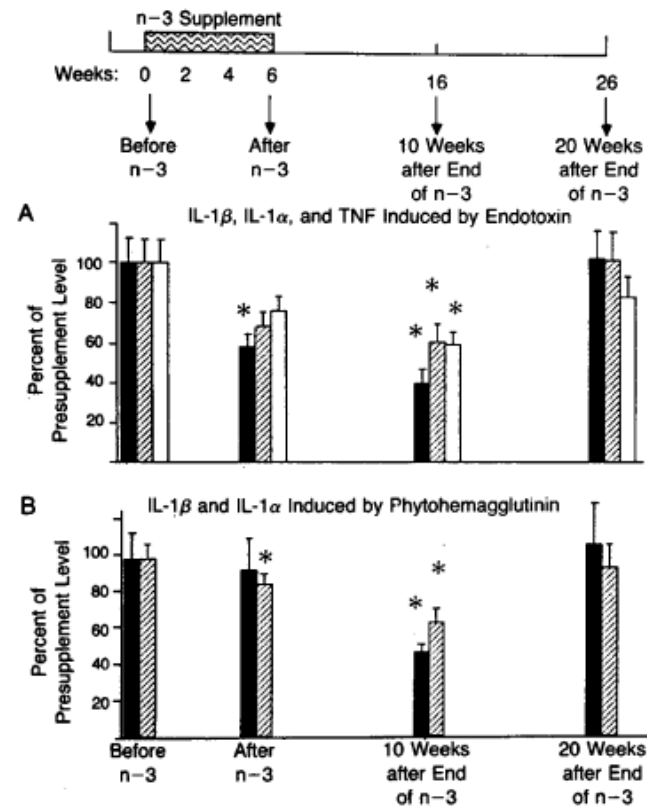 n−3 Supplement
Weeks: 0 2 4 6 16 26
Before n−3
After n−3
10 Weeks after End of n−3
20 Weeks after End of n−3
A IL-1β, IL-1α, and TNF Induced by Endotoxin
Percent of Presupplement Level
100
80
60
40
20
*
*
*
*
B IL-1β and IL-1α Induced by Phytohemagglutinin
Percent of Presupplement Level
100
80
60
40
20
*
*
*
Before n−3
After n−3
10 Weeks after End of n−3
20 Weeks after End of n−3